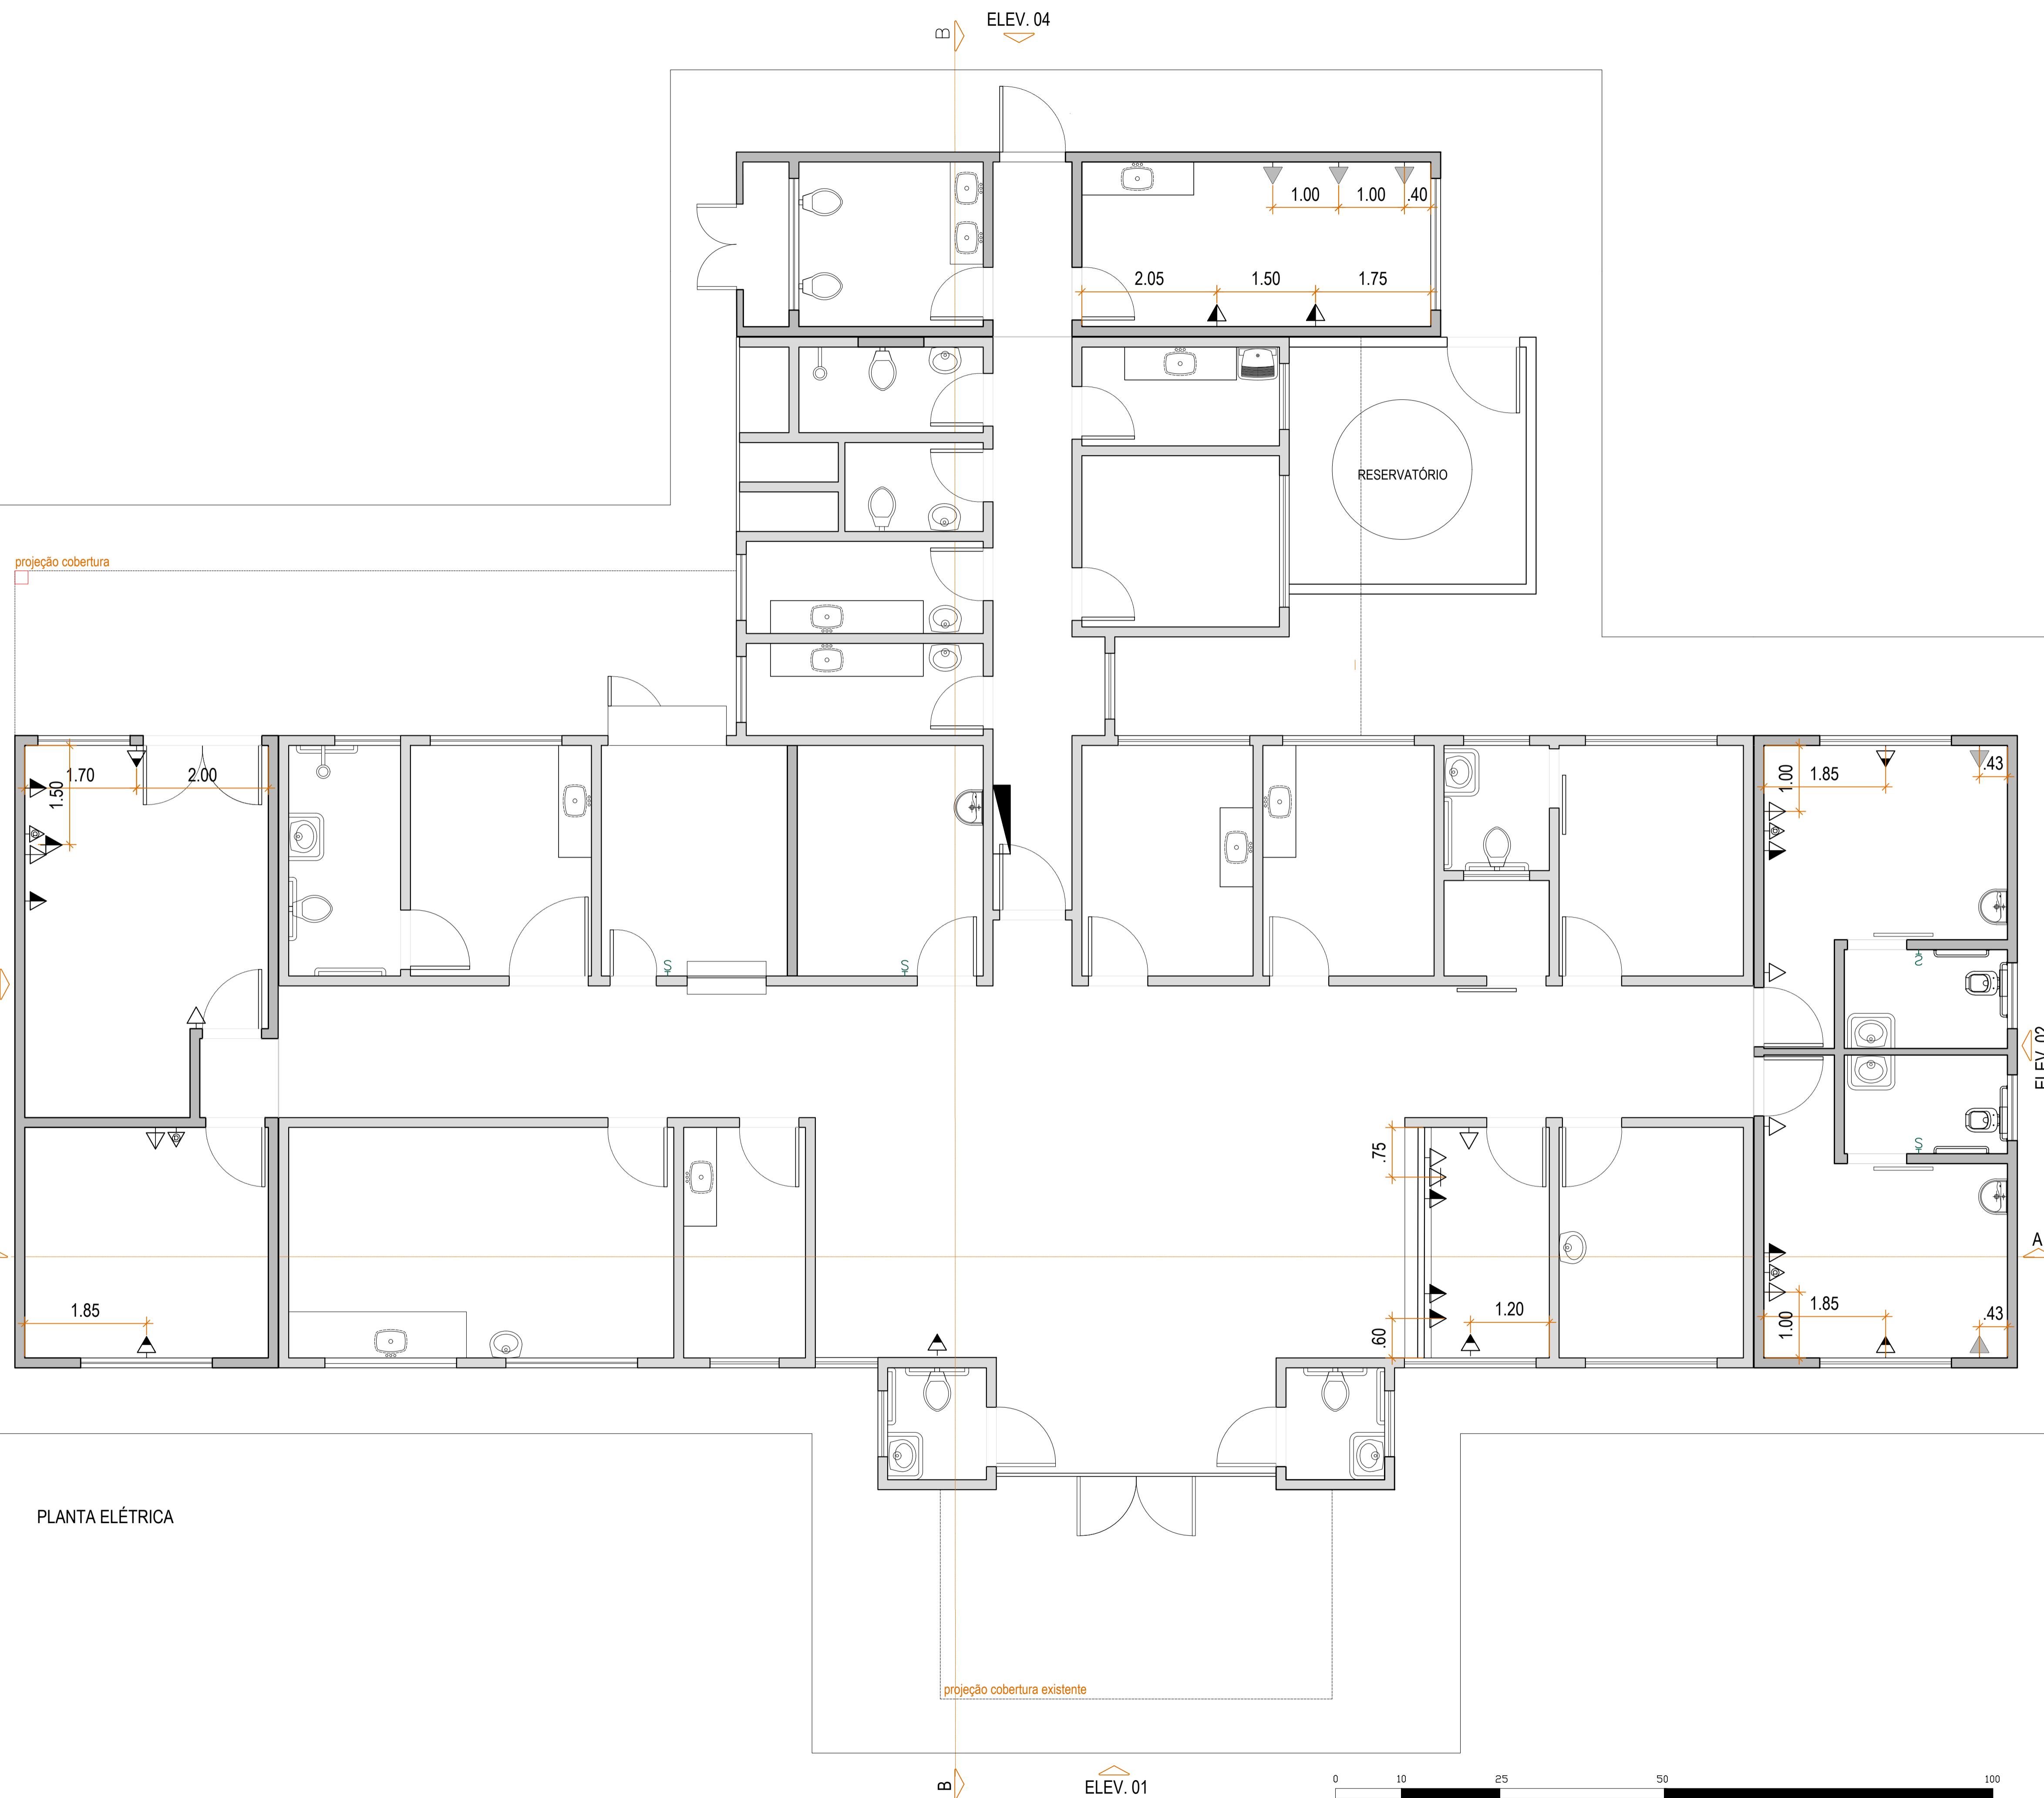 ELEV. 04
B
1.00
1.00
.40
2.05
1.50
1.75
RESERVATÓRIO
projeção cobertura
1.70
2.00
1.50
1.00
1.85
.43
S
S
S
ELEV. 02
S
.75
A
1.85
1.20
.60
1.00
1.85
.43
PLANTA ELÉTRICA
projeção cobertura existente
B
ELEV. 01
0
10
25
50
100